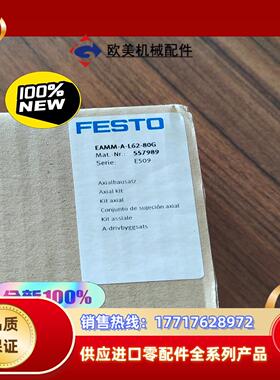 欧美机械配件
100%
NEW
FESTO
EAMM-A-L62-80G
Mat. Nr.: 557989
Serie: E509
Axialbausatz
Axial Kit
Kit axial
Conjunto de sujeción axial
Kit assiale
A-drivbyggsats
全新100%
品质
保证
销售热线：17717628972
供应进口零配件全系列产品